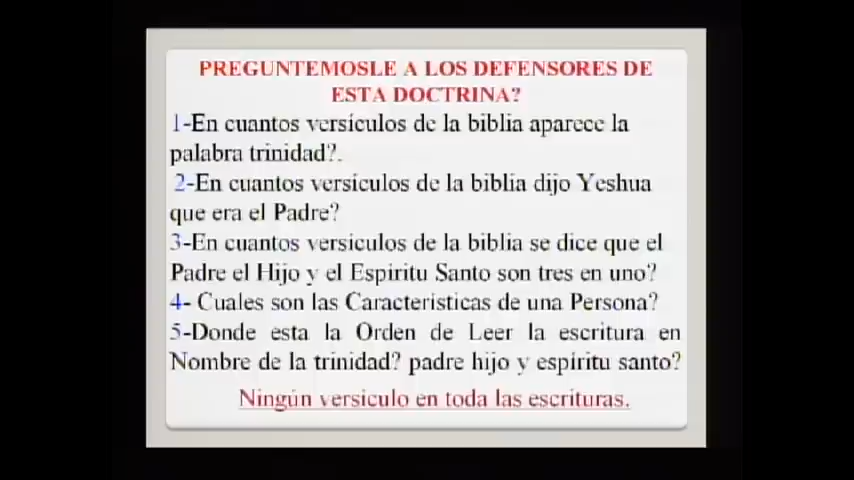 PREGUNTEMOSLE A LOS DEFENSORES DE
ESTA DOCTRINA?
1-En cuantos versículos de la biblia aparece la
palabra trinidad?.
2-En cuantos versículos de la biblia dijo Yeshua
que era el Padre?
3-En cuantos versículos de la biblia se dice que el
Padre el Hijo y el Espiritu Santo son tres en uno?
4- Cuales son las Caracteristicas de una Persona?
5-Donde esta la Orden de Leer la escritura en
Nombre de la trinidad? padre hijo y espíritu santo?
Ningún versiculo en toda las escrituras.